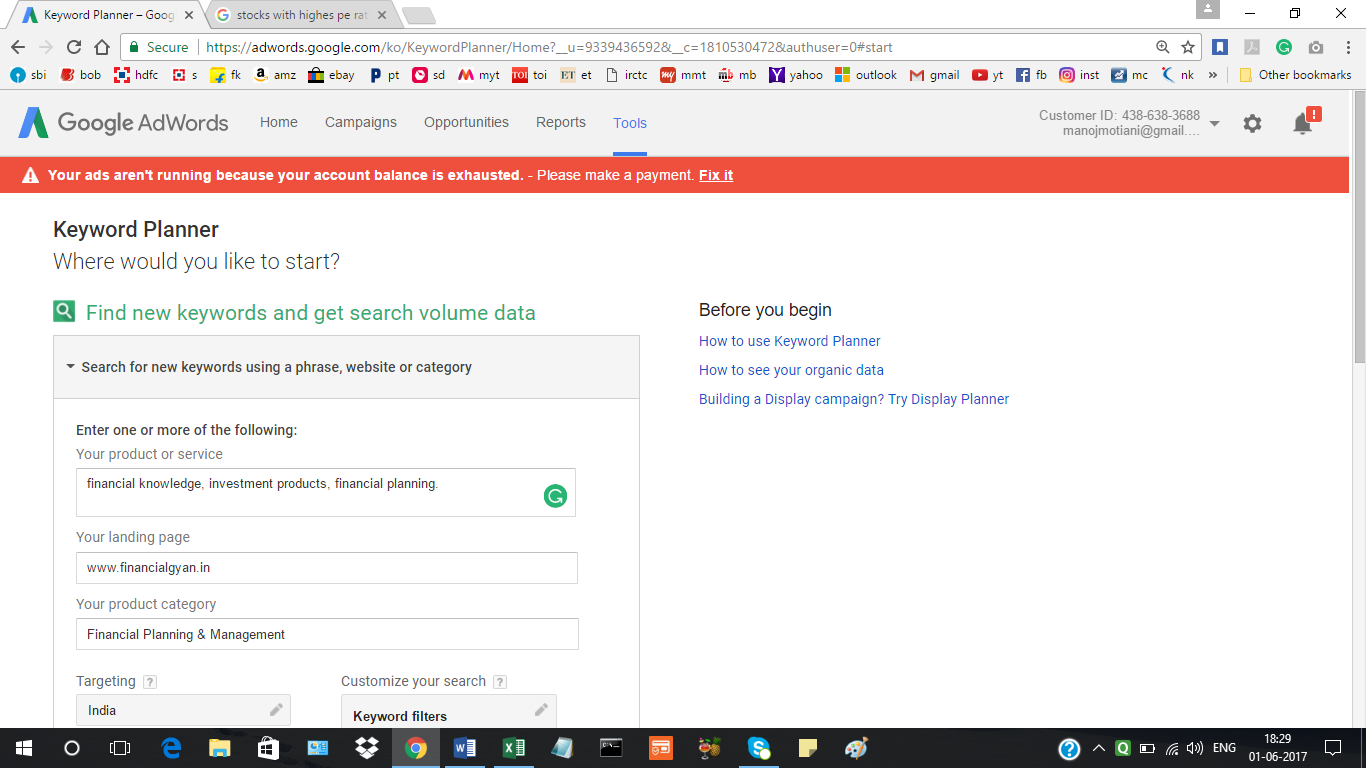 Keyword Planner – Goog
stocks with highes pe rat
Secure
https://adwords.google.com/ko/KeywordPlanner/Home?__u=9339436592&__c=1810530472&authuser=0#start
sbi bob hdfc s fk amz ebay pt sd myt toi et irctc mmt mb yahoo outlook gmail yt fb inst mc nk » Other bookmarks
Google AdWords
Home Campaigns Opportunities Reports Tools
Customer ID: 438-638-3688
manojmotiani@gmail....
Your ads aren't running because your account balance is exhausted. - Please make a payment. Fix it
Keyword Planner
Where would you like to start?
Find new keywords and get search volume data
Search for new keywords using a phrase, website or category
Enter one or more of the following:
Your product or service
financial knowledge, investment products, financial planning.
Your landing page
www.financialgyan.in
Your product category
Financial Planning & Management
Targeting ?
India
Customize your search ?
Keyword filters
Before you begin
How to use Keyword Planner
How to see your organic data
Building a Display campaign? Try Display Planner
ENG
18:29
01-06-2017